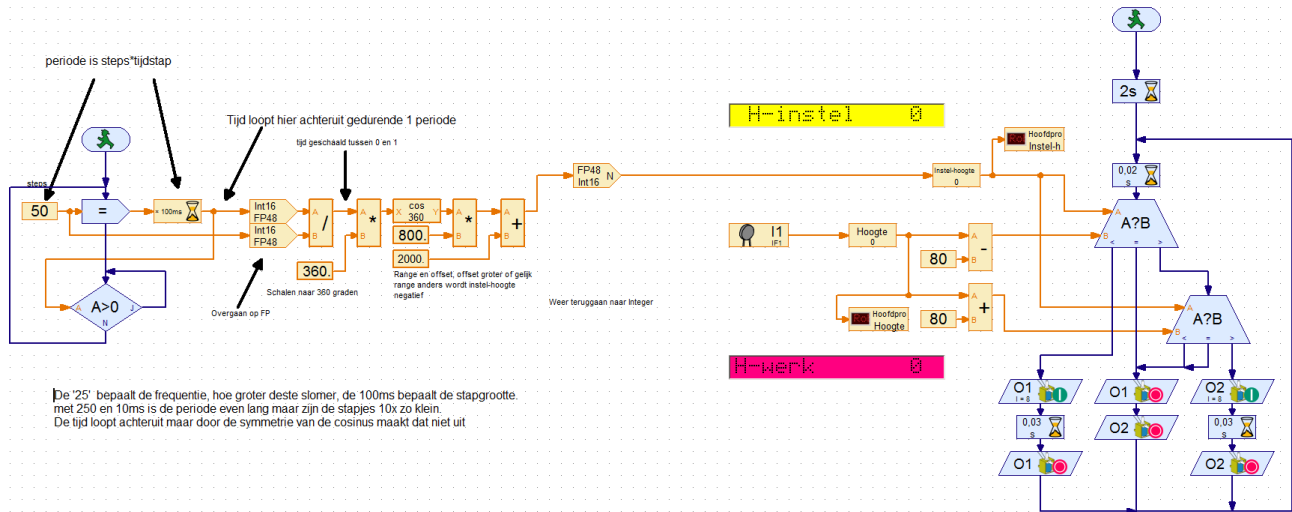 periode is steps*tijdstap
Tijd loopt hier achteruit gedurende 1 periode
tijd geschaald tussen 0 en 1
steps
50
=
* 100ms
Int16
FP48
Int16
FP48
A
B
/
A
B
*
X cos Y
360
800.
2000.
A
B
*
A
B
+
360.
Schalen naar 360 graden
Overgaan op FP
Range en offset, offset groter of gelijk
range anders wordt instel-hoogte
negatief
A
A>0
J
N
FP48 N
Int16
Weer teruggaan naar Integer
De '25' bepaalt de frequentie, hoe groter deste slomer, de 100ms bepaalt de stapgrootte.
met 250 en 10ms is de periode even lang maar zijn de stapjes 10x zo klein.
De tijd loopt achteruit maar door de symmetrie van de cosinus maakt dat niet uit
H-instel 0
Instel-hoogte
0
Hoofdpro
Instel-h
I1
IF1
Hoogte
0
80
A
B
-
Hoofdpro
Hoogte
80
A
B
+
H-werk 0
2s
0,02
s
A
B
A?B
< = >
A
B
A?B
< = >
O1
I = 8
O1
O2
I = 8
0,03
s
O2
0,03
s
O1
O2